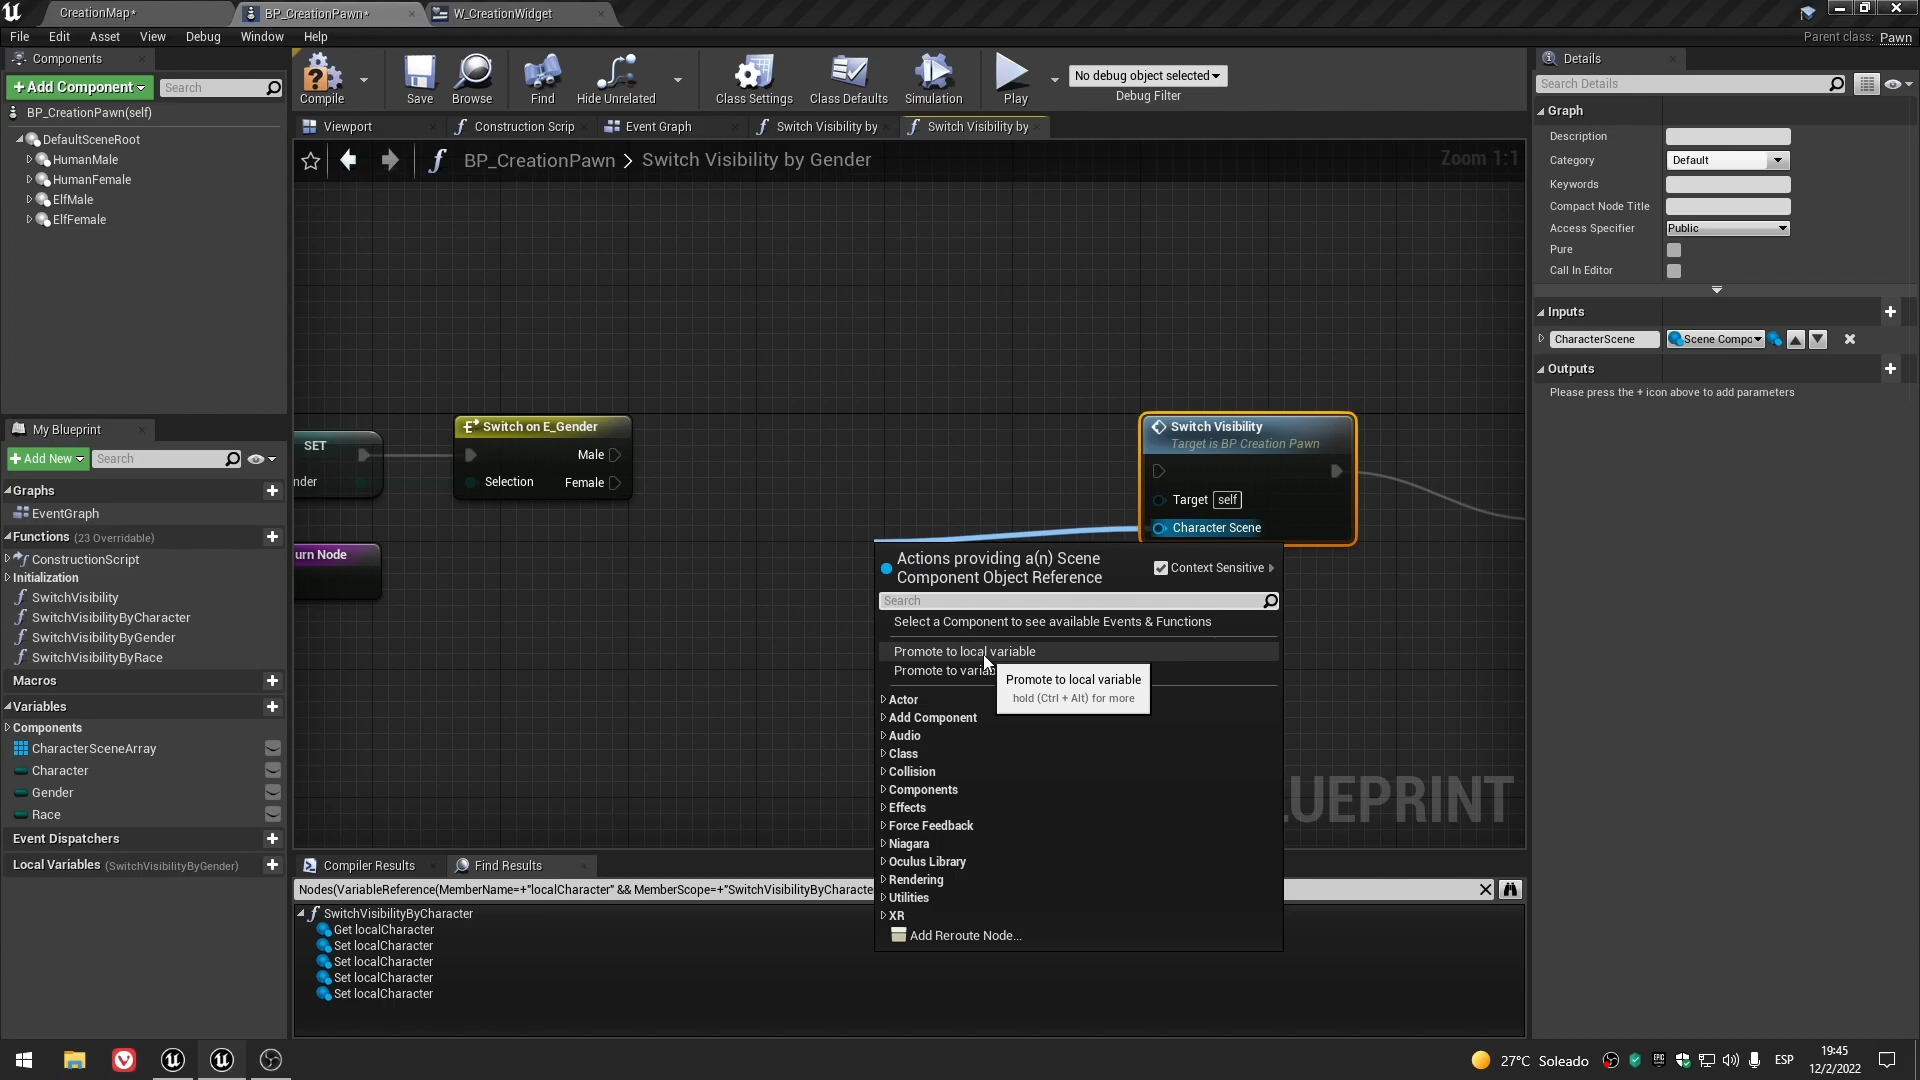 CreationMap*
BP_CreationPawn*
W_CreationWidget
File Edit Asset View Debug Window Help
Parent class: Pawn
Components
+Add Component
Search
BP_CreationPawn(self)
DefaultSceneRoot
HumanMale
HumanFemale
ElfMale
ElfFemale
Compile
Save
Browse
Find
Hide Unrelated
Class Settings
Class Defaults
Simulation
Play
No debug object selected
Debug Filter
Viewport
Construction Scrip
Event Graph
Switch Visibility by
Switch Visibility by
BP_CreationPawn > Switch Visibility by Gender
Zoom 1:1
SET
nder
Switch on E_Gender
Male
Selection
Female
urn Node
Switch Visibility
Target is BP Creation Pawn
Target self
Character Scene
Actions providing a(n) Scene
Component Object Reference
Context Sensitive
Search
Select a Component to see available Events & Functions
Promote to local variable
Promote to variab
Promote to local variable
hold (Ctrl + Alt) for more
Actor
Add Component
Audio
Class
Collision
Components
Effects
Force Feedback
Niagara
Oculus Library
Rendering
Utilities
XR
Add Reroute Node...
LUEPRINT
My Blueprint
+Add New
Search
Graphs
EventGraph
Functions (23 Overridable)
ConstructionScript
Initialization
SwitchVisibility
SwitchVisibilityByCharacter
SwitchVisibilityByGender
SwitchVisibilityByRace
Macros
Variables
Components
CharacterSceneArray
Character
Gender
Race
Event Dispatchers
Local Variables (SwitchVisibilityByGender)
Compiler Results
Find Results
Nodes(VariableReference(MemberName=+"localCharacter" && MemberScope=+"SwitchVisibilityByCharacte
SwitchVisibilityByCharacter
Get localCharacter
Set localCharacter
Set localCharacter
Set localCharacter
Set localCharacter
Details
Search Details
Graph
Description
Category Default
Keywords
Compact Node Title
Access Specifier Public
Pure
Call In Editor
Inputs
CharacterScene
Scene Compo
Outputs
Please press the + icon above to add parameters
27°C Soleado
EPIC
ESP
19:45
12/2/2022